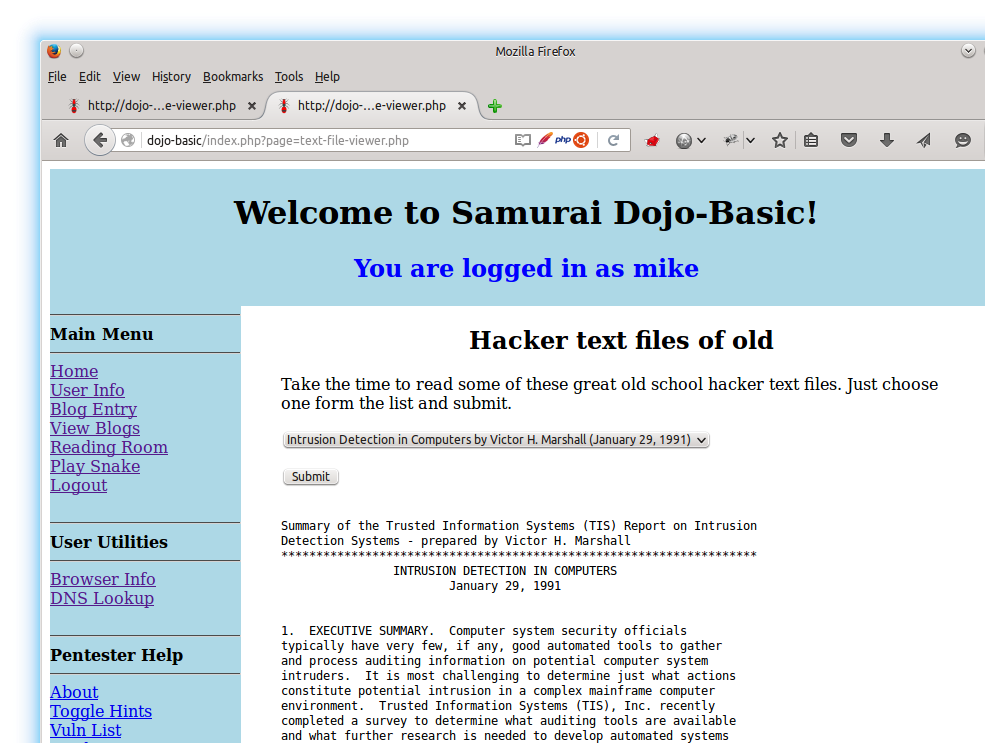 Mozilla Firefox
File Edit View History Bookmarks Tools Help
http://dojo-...e-viewer.php http://dojo-...e-viewer.php
dojo-basic/index.php?page=text-file-viewer.php php
Welcome to Samurai Dojo-Basic!
You are logged in as mike
Main Menu
Home
User Info
Blog Entry
View Blogs
Reading Room
Play Snake
Logout
User Utilities
Browser Info
DNS Lookup
Pentester Help
About
Toggle Hints
Vuln List
Hacker text files of old
Take the time to read some of these great old school hacker text files. Just choose
one form the list and submit.
Intrusion Detection in Computers by Victor H. Marshall (January 29, 1991)
Submit
Summary of the Trusted Information Systems (TIS) Report on Intrusion
Detection Systems - prepared by Victor H. Marshall
********************************************************************
INTRUSION DETECTION IN COMPUTERS
January 29, 1991
1.  EXECUTIVE SUMMARY.  Computer system security officials
typically have very few, if any, good automated tools to gather
and process auditing information on potential computer system
intruders.  It is most challenging to determine just what actions
constitute potential intrusion in a complex mainframe computer
environment.  Trusted Information Systems (TIS), Inc. recently
completed a survey to determine what auditing tools are available
and what further research is needed to develop automated systems